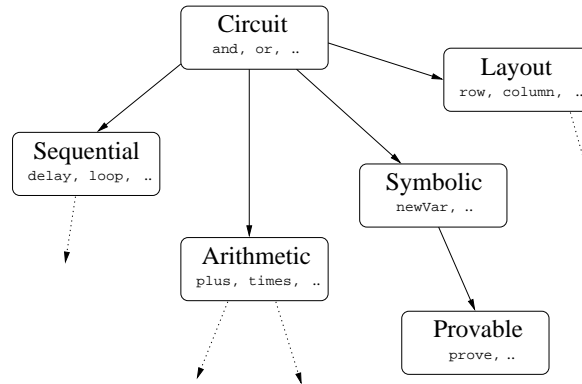 Circuit
and, or, ..
Layout
row, column, ..
Sequential
delay, loop, ..
Symbolic
newVar, ..
Arithmetic
plus, times, ..
Provable
prove, ..